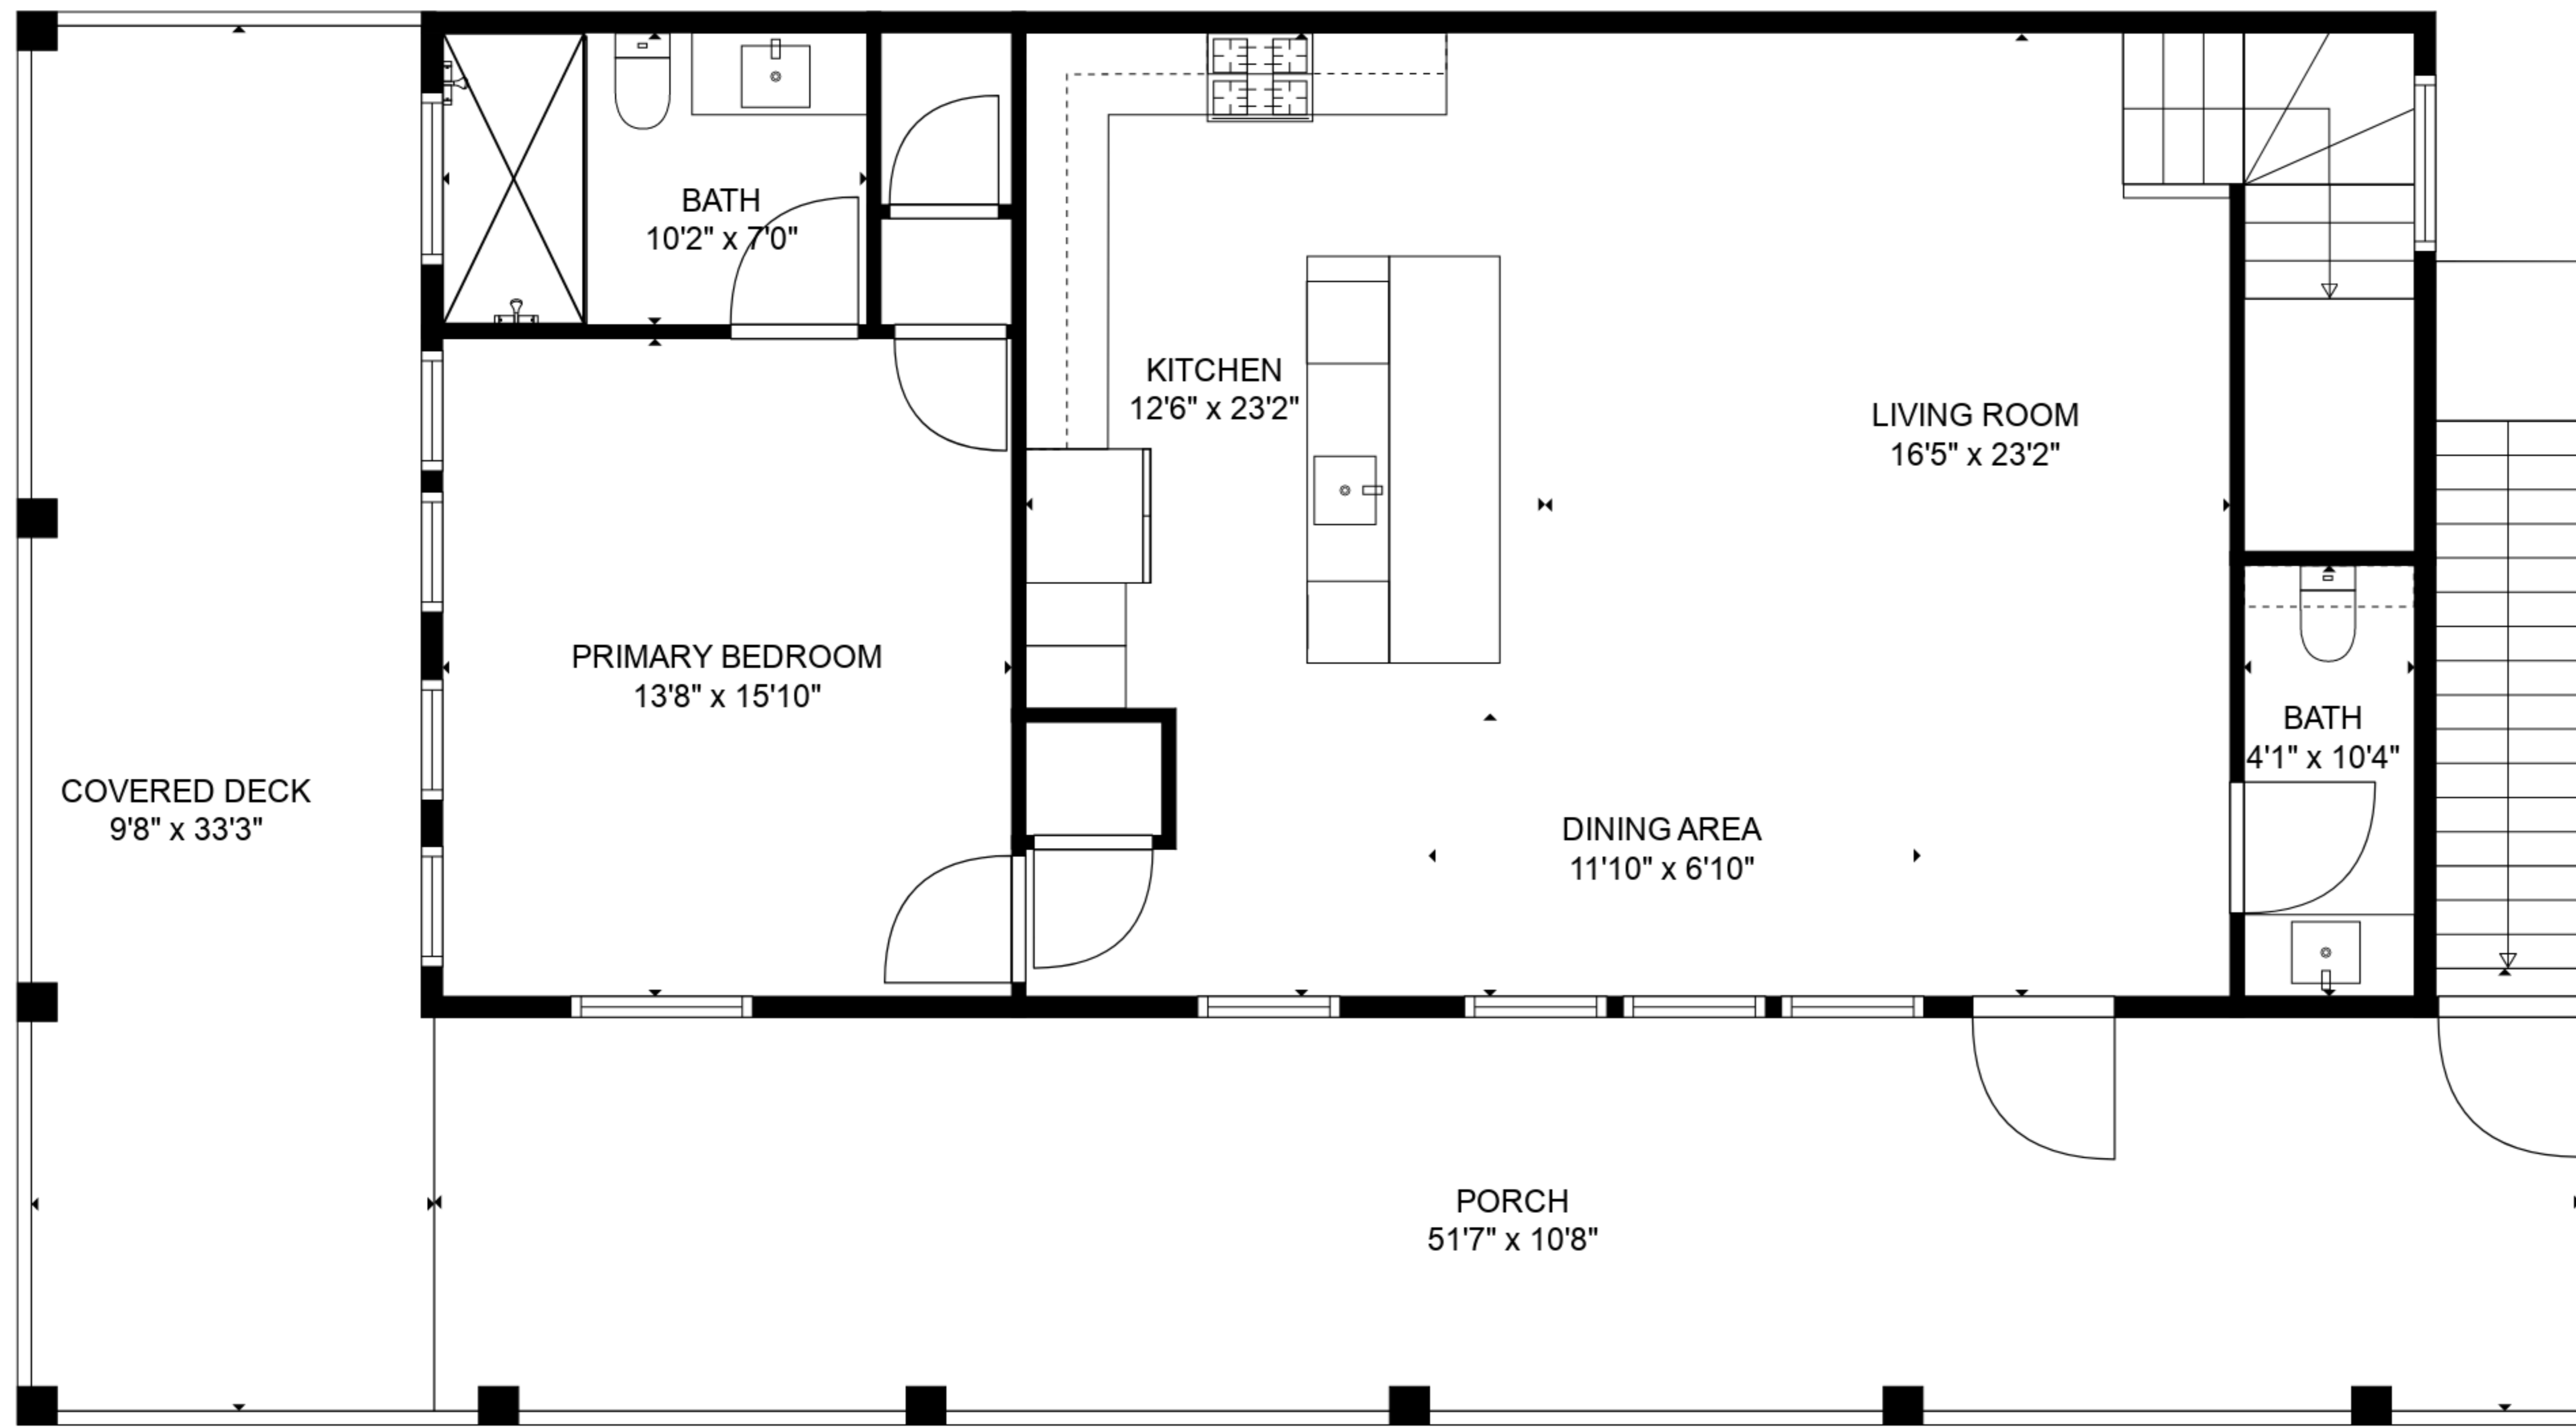 BATH
10'2" x 7'0"
KITCHEN
12'6" x 23'2"
LIVING ROOM
16'5" x 23'2"
PRIMARY BEDROOM
13'8" x 15'10"
BATH
4'1" x 10'4"
COVERED DECK
9'8" x 33'3"
DINING AREA
11'10" x 6'10"
PORCH
51'7" x 10'8"